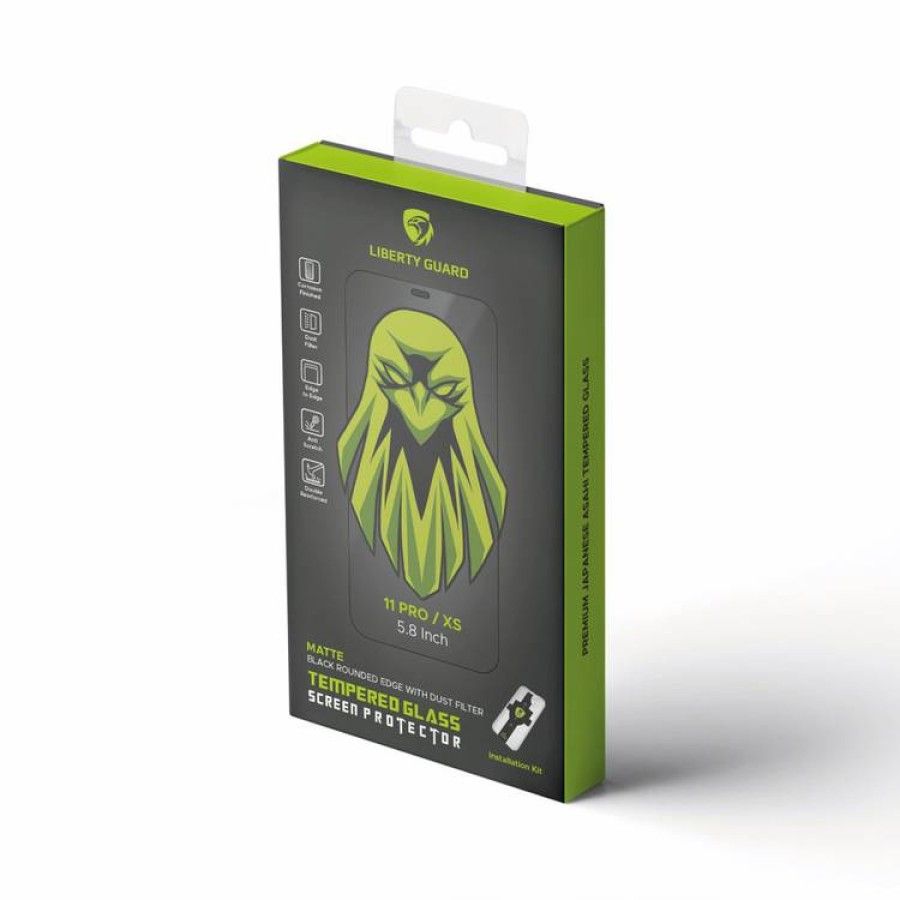 LIBERTY GUARD
Corrosion
Finished
Dust
Filter
Edge
to Edge
Anti
Scratch
Double
Reinforced
11 PRO / XS
5.8 Inch
MATTE
BLACK ROUNDED EDGE WITH DUST FILTER
TEMPERED GLASS
SCREEN PROTECTOR
Installation Kit
PREMIUM JAPANESE ASAHI TEMPERED GLASS